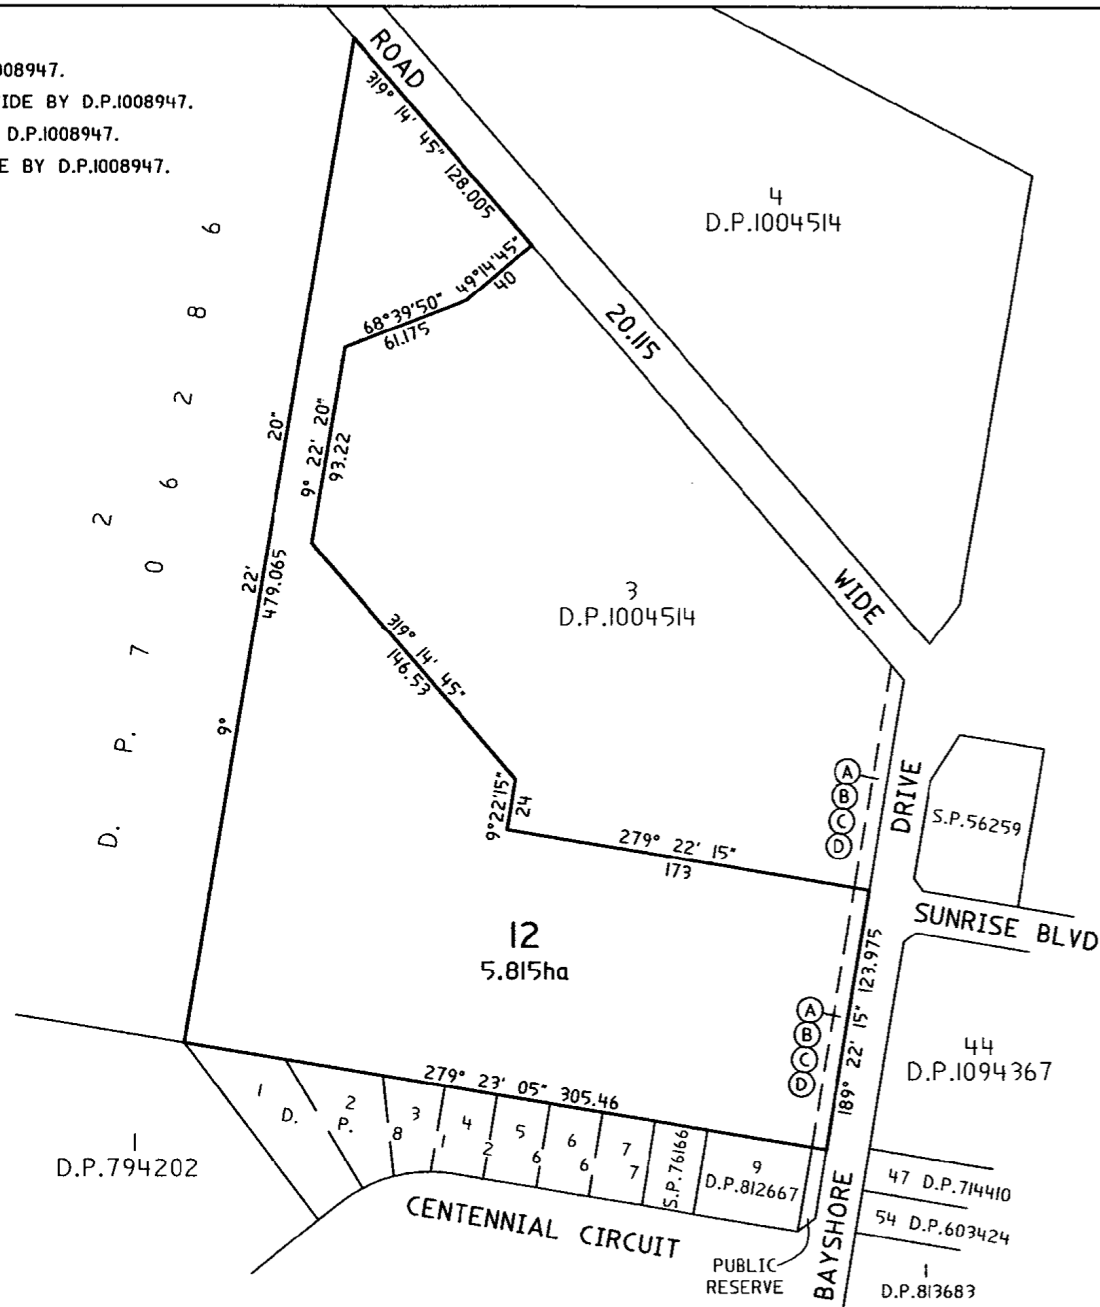 008947.
IDE BY D.P.1008947.
D.P.1008947.
E BY D.P.1008947.
ROAD
319° 14' 45" 128.005
4
D.P.1004514
49°14'45"
40
68°39'50"
61.175
20.115
WIDE
9° 22' 20"
93.22
9° 22' 20"
479.065
D. P. 7 0 2 6 2 8 6
3
D.P.1004514
319° 14' 45"
146.53
9°22'15"
24
279° 22' 15"
173
A
B
C
D
DRIVE
S.P.56259
SUNRISE BLVD
12
5.815ha
189° 22' 15" 123.975
A
B
C
D
44
D.P.1094367
279° 23' 05" 305.46
1
D.P.794202
1 2 3 4 5 6 7
D. P. 8 1 2 6 6 7
S.P.76166
9
D.P.812667
CENTENNIAL CIRCUIT
PUBLIC
RESERVE
BAYSHORE
47 D.P.714410
54 D.P.603424
1
D.P.813683